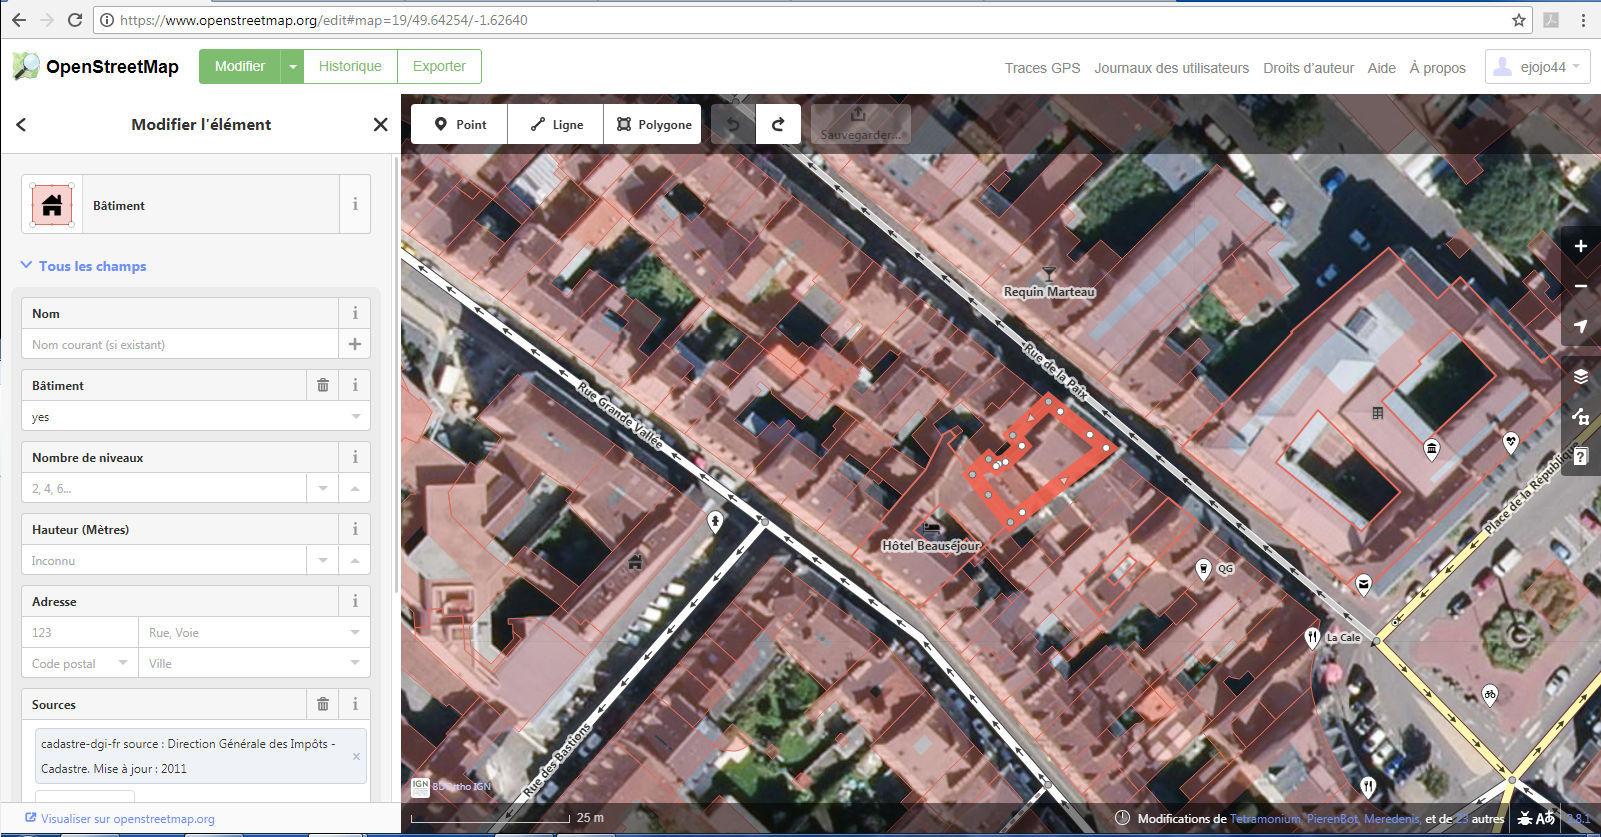 https://www.openstreetmap.org/edit#map=19/49.64254/-1.62640
OpenStreetMap
Modifier
Historique
Exporter
Traces GPS
Journaux des utilisateurs
Droits d'auteur
Aide
À propos
ejojo44
Modifier l'élément
Point
Ligne
Polygone
Sauvegarder...
Bâtiment
Tous les champs
Nom
Nom courant (si existant)
Bâtiment
yes
Nombre de niveaux
2, 4, 6...
Hauteur (Mètres)
Inconnu
Adresse
123
Rue, Voie
Code postal
Ville
Sources
cadastre-dgi-fr source : Direction Générale des Impôts -
Cadastre. Mise à jour : 2011
Visualiser sur openstreetmap.org
Requin Marteau
Rue de la Paix
Rue Grande Vallée
Place de la République
Hôtel Beauséjour
QG
La Cale
Rue des Bastions
IGN
BDOrtho IGN
25 m
Modifications de Tetramonium, PierenBot, Meredenis, et de 23 autres
2.8.1